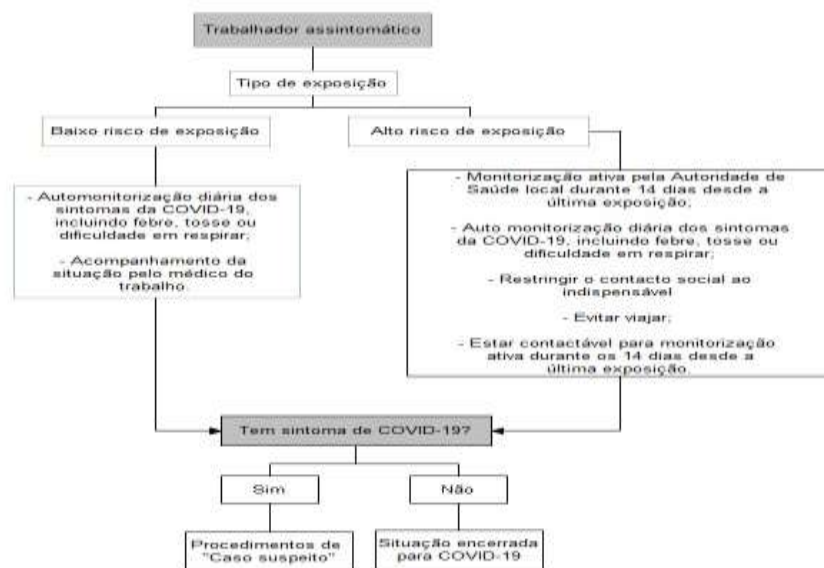 Trabalhador assintomático
Tipo de exposição
Baixo risco de exposição
Alto risco de exposição
- Automonitorização diária dos
sintomas da COVID-19,
incluindo febre, tosse ou
dificuldade em respirar;
- Acompanhamento da
situação pelo médico do
trabalho.
- Monitorização ativa pela Autoridade de
Saúde local durante 14 dias desde a
última exposição;
- Auto monitorização diária dos sintomas
da COVID-19, incluindo febre, tosse ou
dificuldade em respirar;
- Restringir o contacto social ao
indispensável
- Evitar viajar;
- Estar contactável para monitorização
ativa durante os 14 dias desde a
última exposição.
Tem sintoma de COVID-19?
Sim
Não
Procedimentos de
"Caso suspeito"
Situação encerrada
para COVID-19